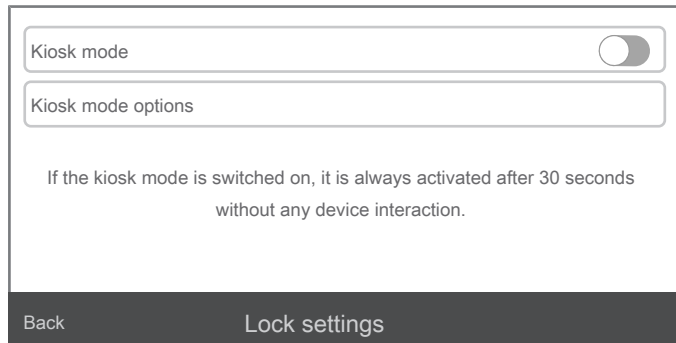 Kiosk mode
Kiosk mode options
If the kiosk mode is switched on, it is always activated after 30 seconds
without any device interaction.
Back
Lock settings